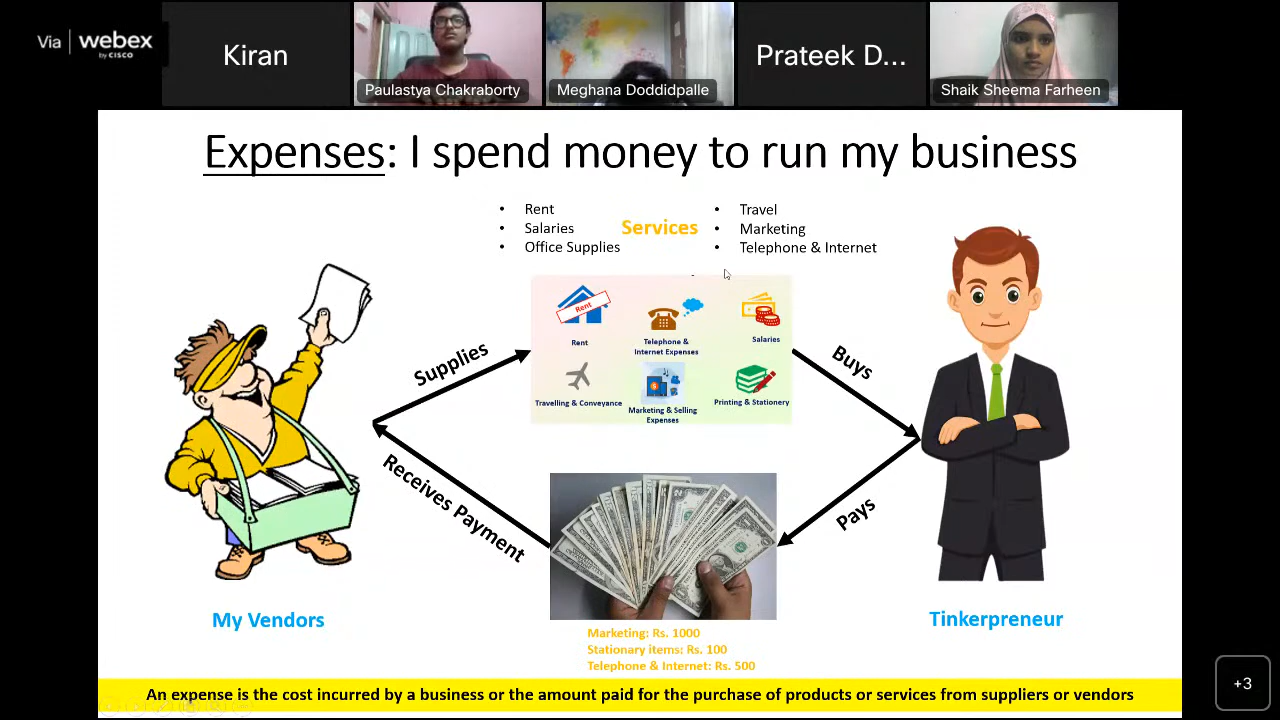 Via webex
by CISCO
Kiran
Paulastya Chakraborty
Meghana Doddidpalle
Prateek D...
Shaik Sheema Farheen
Expenses: I spend money to run my business
• Rent
• Salaries
• Office Supplies
Services
• Travel
• Marketing
• Telephone & Internet
Rent
Rent
Telephone &
Internet Expenses
Salaries
Travelling & Conveyance
Marketing & Selling
Expenses
Printing & Stationery
Supplies
Buys
Receives Payment
Pays
My Vendors
Tinkerpreneur
Marketing: Rs. 1000
Stationary items: Rs. 100
Telephone & Internet: Rs. 500
An expense is the cost incurred by a business or the amount paid for the purchase of products or services from suppliers or vendors
+3